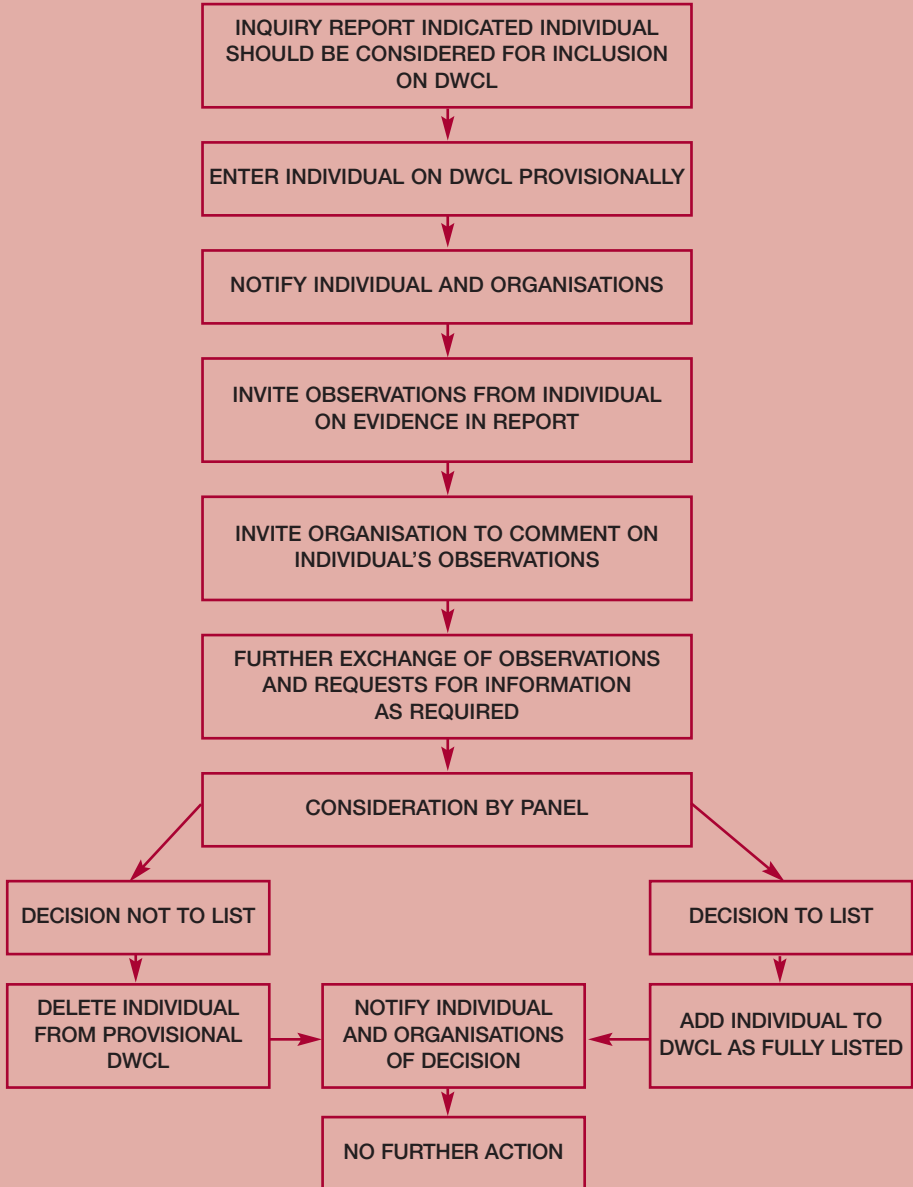 INQUIRY REPORT INDICATED INDIVIDUAL
SHOULD BE CONSIDERED FOR INCLUSION
ON DWCL
ENTER INDIVIDUAL ON DWCL PROVISIONALLY
NOTIFY INDIVIDUAL AND ORGANISATIONS
INVITE OBSERVATIONS FROM INDIVIDUAL
ON EVIDENCE IN REPORT
INVITE ORGANISATION TO COMMENT ON
INDIVIDUAL'S OBSERVATIONS
FURTHER EXCHANGE OF OBSERVATIONS
AND REQUESTS FOR INFORMATION
AS REQUIRED
CONSIDERATION BY PANEL
DECISION NOT TO LIST
DECISION TO LIST
DELETE INDIVIDUAL
FROM PROVISIONAL
DWCL
NOTIFY INDIVIDUAL
AND ORGANISATIONS
OF DECISION
ADD INDIVIDUAL TO
DWCL AS FULLY LISTED
NO FURTHER ACTION